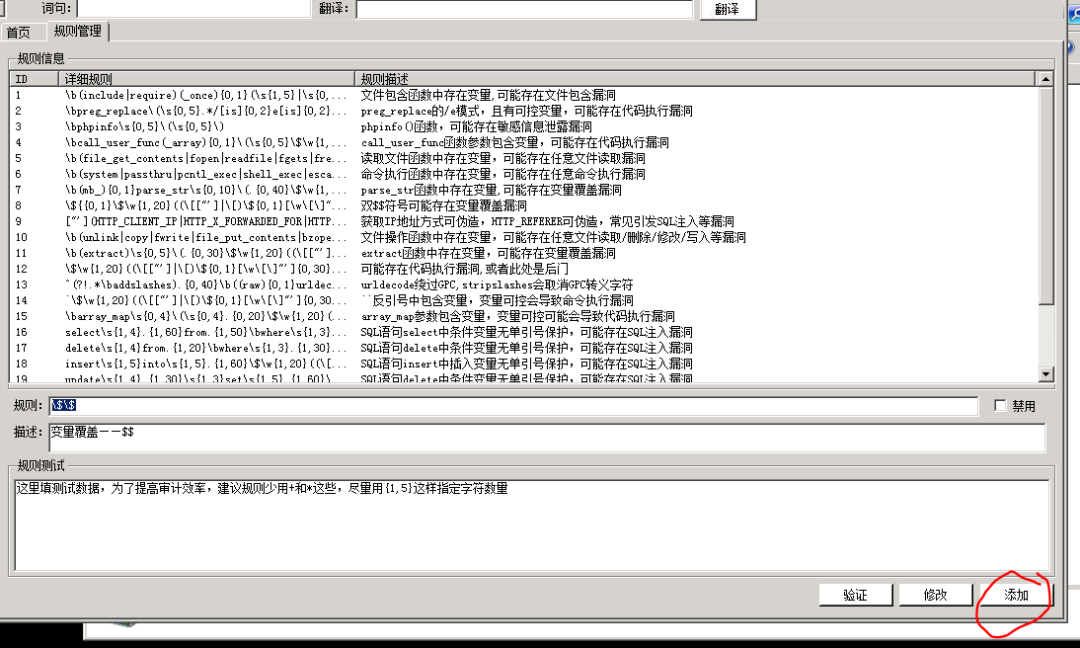 词句: 翻译: 翻译
首页 规则管理
规则信息
ID 详细规则 规则描述
1 \b(include|require)(_once){0,1}(\s{1,5}|\s{0,... 文件包含函数中存在变量,可能存在文件包含漏洞
2 \bpreg_replace\(\s{0,5}.*/[is]{0,2}e[is]{0,2}... preg_replace的/e模式，且有可控变量，可能存在代码执行漏洞
3 \bphpinfo\s{0,5}\(\s{0,5}\) phpinfo()函数，可能存在敏感信息泄露漏洞
4 \bcall_user_func(_array){0,1}\(\s{0,5}\$\w{1,... call_user_func函数参数包含变量，可能存在代码执行漏洞
5 \b(file_get_contents|fopen|readfile|fgets|fre... 读取文件函数中存在变量，可能存在任意文件读取漏洞
6 \b(system|passthru|pcntl_exec|shell_exec|esca... 命令执行函数中存在变量，可能存在任意命令执行漏洞
7 \b(mb_){0,1}parse_str\s{0,10}\(.{0,40}\$\w{1,... parse_str函数中存在变量,可能存在变量覆盖漏洞
8 \${{0,1}\$\w{1,20}((\[["']|\[)\${0,1}[\w\[\]"... 双$$符号可能存在变量覆盖漏洞
9 ["'](HTTP_CLIENT_IP|HTTP_X_FORWARDED_FOR|HTTP... 获取IP地址方式可伪造，HTTP_REFERER可伪造，常见引发SQL注入等漏洞
10 \b(unlink|copy|fwrite|file_put_contents|bzope... 文件操作函数中存在变量，可能存在任意文件读取/删除/修改/写入等漏洞
11 \b(extract)\s{0,5}\(.{0,30}\$\w{1,20}((\[["']... extract函数中存在变量，可能存在变量覆盖漏洞
12 \$\w{1,20}((\[["']|\[)\${0,1}[\w\[\]"']{0,30}... 可能存在代码执行漏洞,或者此处是后门
13 ^(?!.*\baddslashes).{0,40}\b((raw){0,1}urldec... urldecode绕过GPC,stripslashes会取消GPC转义字符
14 `\$\w{1,20}((\[["']|\[)\${0,1}[\w\[\]"']{0,30... ``反引号中包含变量，变量可控会导致命令执行漏洞
15 \barray_map\s{0,4}\(\s{0,4}.{0,20}\$\w{1,20}(... array_map参数包含变量，变量可控可能会导致代码执行漏洞
16 select\s{1,4}.{1,60}from.{1,50}\bwhere\s{1,3}... SQL语句select中条件变量无单引号保护，可能存在SQL注入漏洞
17 delete\s{1,4}from.{1,20}\bwhere\s{1,3}.{1,30}... SQL语句delete中条件变量无单引号保护，可能存在SQL注入漏洞
18 insert\s{1,5}into\s{1,5}.{1,60}\$\w{1,20}((\[... SQL语句insert中插入变量无单引号保护，可能存在SQL注入漏洞
19 update\s{1,4}.{1,30}\s{1,3}set\s{1,5}.{1,60}\... SQL语句delete中条件变量无单引号保护，可能存在SQL注入漏洞
规则: \$\$ 禁用
描述: 变量覆盖——$$
规则测试
这里填测试数据，为了提高审计效率，建议规则少用+和*这些，尽量用{1,5}这样指定字符数量
验证 修改 添加